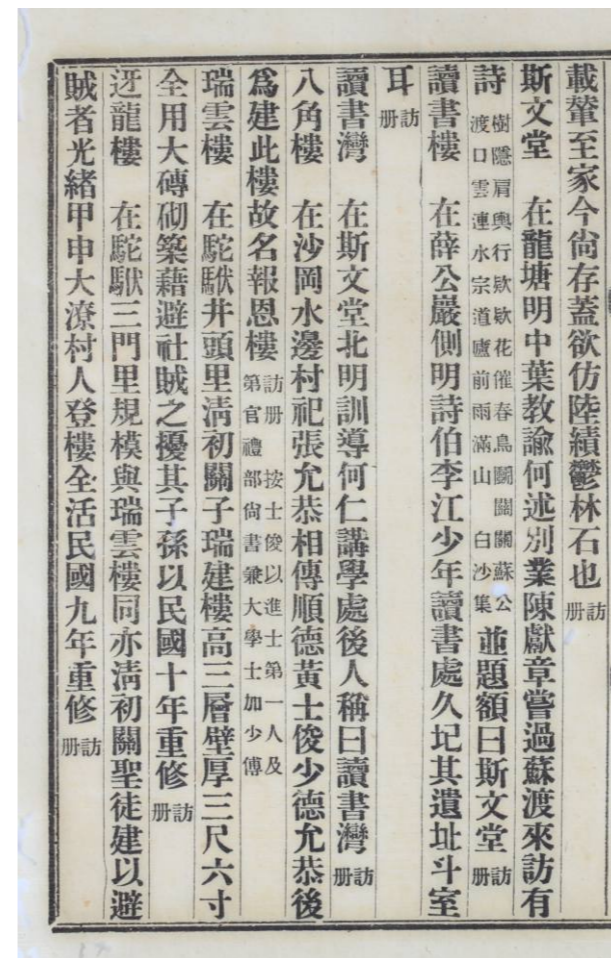 載輦至家今尙存蓋欲仿陸績鬱林石也訪册
斯文堂　在龍塘明中葉教諭何述別業陳獻章嘗過蘇渡來訪有
詩樹隱肩輿行欵欵花催春鳥鬭關關蘇公渡口雲連水宗道廬前雨滿山　白沙集並題額曰斯文堂訪册
讀書樓　在薛公巖側明詩伯李江少年讀書處久圮其遺址斗室
耳訪册
讀書灣　在斯文堂北明訓導何仁講學處後人稱曰讀書灣訪册
八角樓　在沙岡水邊村祀張允恭相傳順德黃士俊少德允恭後
爲建此樓故名報恩樓訪册　按士俊以進士第一人及第官禮部尙書兼大學士加少傅
瑞雲樓　在駝馱井頭里淸初關子瑞建樓高三層壁厚三尺六寸
全用大磚砌築藉避社賊之擾其子孫以民國十年重修訪册
迓龍樓　在駝馱三門里規模與瑞雲樓同亦淸初關聖徒建以避
賊者光緒甲申大潦村人登樓全活民國九年重修訪册